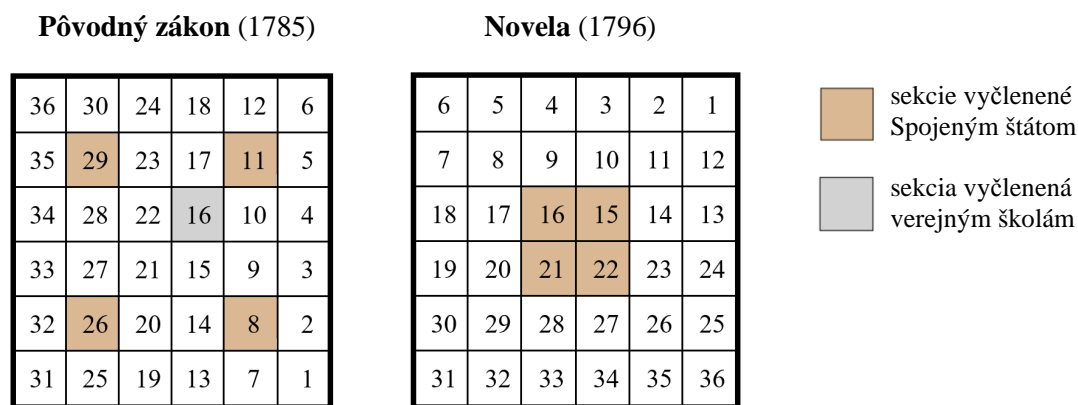 Pôvodný zákon (1785)
36 30 24 18 12 6
35 29 23 17 11 5
34 28 22 16 10 4
33 27 21 15 9 3
32 26 20 14 8 2
31 25 19 13 7 1
Novela (1796)
6 5 4 3 2 1
7 8 9 10 11 12
18 17 16 15 14 13
19 20 21 22 23 24
30 29 28 27 26 25
31 32 33 34 35 36
sekcie vyčlenené
Spojeným štátom
sekcia vyčlenená
verejným školám